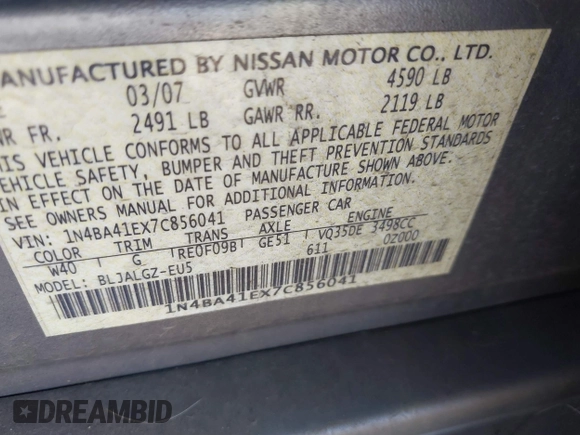 MANUFACTURED BY NISSAN MOTOR CO., LTD.
03/07 GVWR 4590 LB
WR FR. 2491 LB GAWR RR. 2119 LB
THIS VEHICLE CONFORMS TO ALL APPLICABLE FEDERAL MOTOR
VEHICLE SAFETY, BUMPER AND THEFT PREVENTION STANDARDS
IN EFFECT ON THE DATE OF MANUFACTURE SHOWN ABOVE.
SEE OWNERS MANUAL FOR ADDITIONAL INFORMATION.
VIN: 1N4BA41EX7C856041 PASSENGER CAR
COLOR TRIM TRANS AXLE ENGINE
W40 G RE0F09B GE51 VQ35DE 3498CC
MODEL: BLJALGZ-EU5 611 0Z000
1N4BA41EX7C856041
DREAMBID